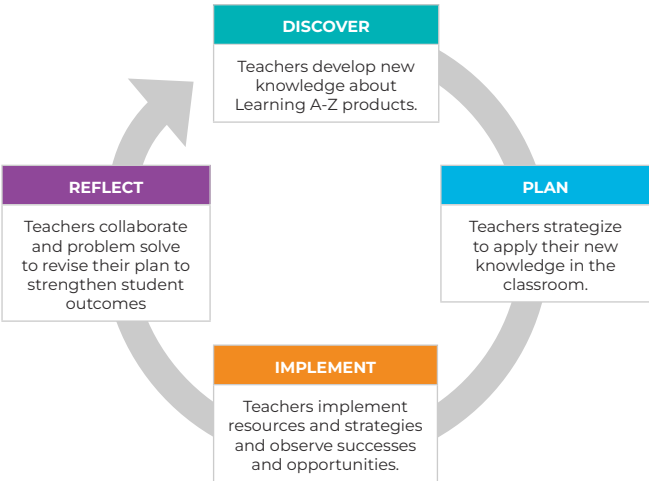 DISCOVER
Teachers develop new
knowledge about
Learning A-Z products.
PLAN
Teachers strategize
to apply their new
knowledge in the
classroom.
IMPLEMENT
Teachers implement
resources and strategies
and observe successes
and opportunities.
REFLECT
Teachers collaborate
and problem solve
to revise their plan to
strengthen student
outcomes